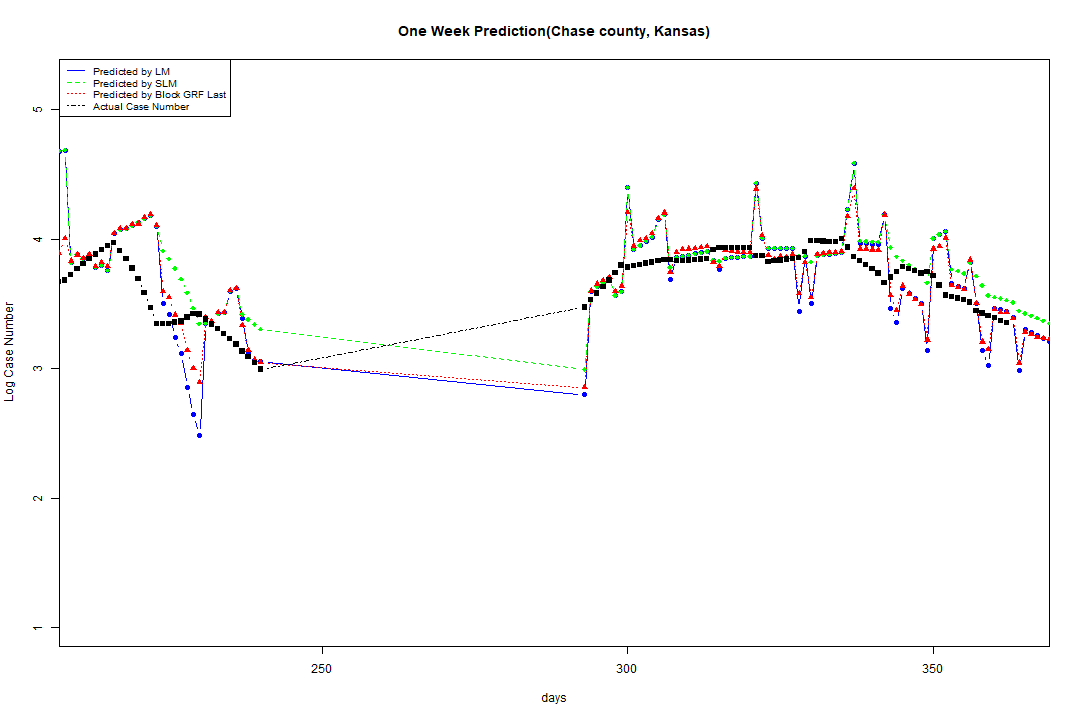 One Week Prediction(Chase county, Kansas)
Predicted by LM
Predicted by SLM
Predicted by Block GRF Last
Actual Case Number
5
4
3
2
1
Log Case Number
250
300
350
days